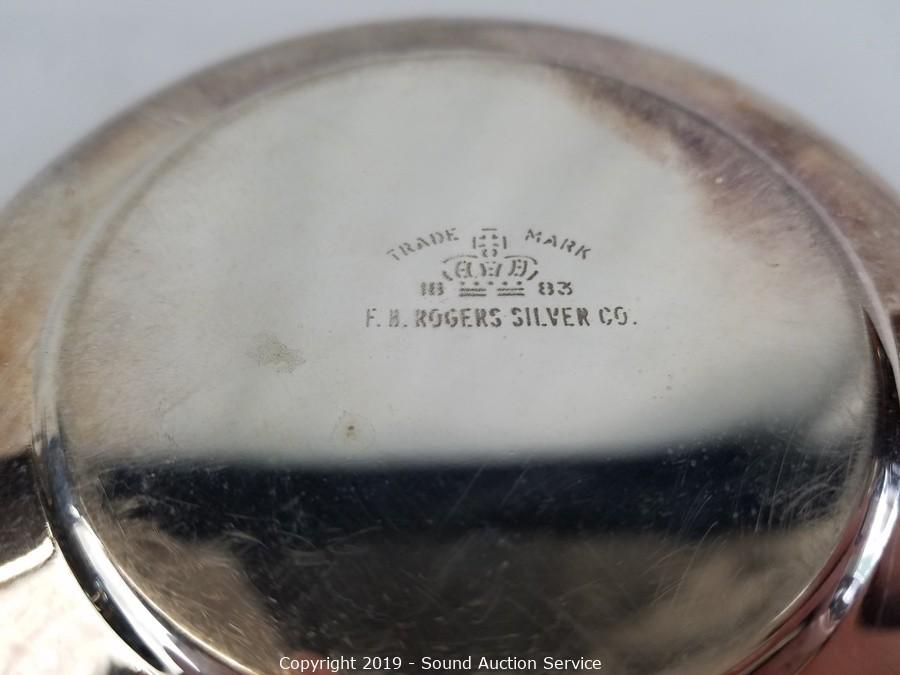 TRADE MARK
18 83
F. B. ROGERS SILVER CO.
Copyright 2019 - Sound Auction Service